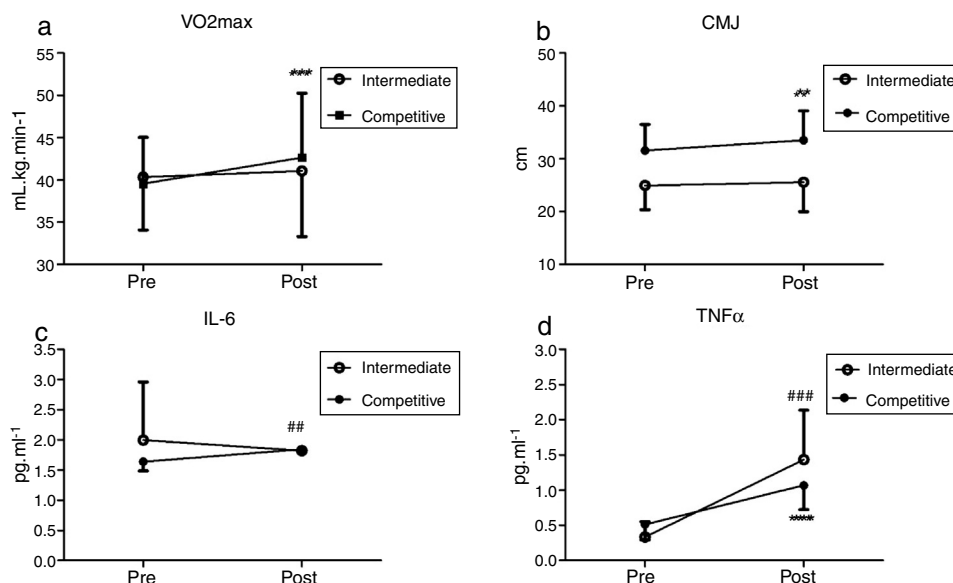 a
VO2max
mL.kg.min-1
55
50
45
40
35
30
***
Intermediate
Competitive
Pre Post
b
CMJ
cm
50
40
30
20
10
**
Intermediate
Competitive
Pre Post
c
IL-6
pg.ml-1
3.5
3.0
2.5
2.0
1.5
1.0
0.5
0.0
##
Intermediate
Competitive
Pre Post
d
TNFα
pg.ml-1
3.0
2.5
2.0
1.5
1.0
0.5
0.0
###
****
Intermediate
Competitive
Pre Post